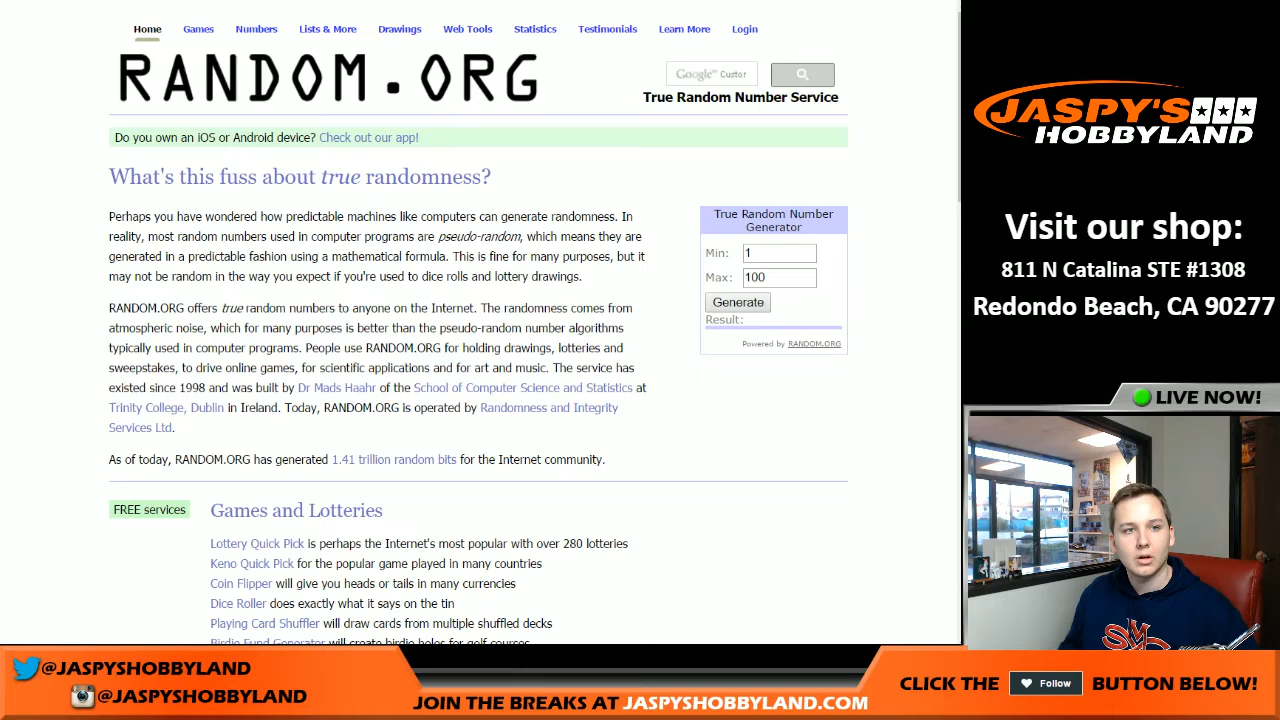 Home Games Numbers Lists & More Drawings Web Tools Statistics Testimonials Learn More Login
RANDOM.ORG
Google™ Custor
True Random Number Service
Do you own an iOS or Android device? Check out our app!
What's this fuss about true randomness?
Perhaps you have wondered how predictable machines like computers can generate randomness. In
reality, most random numbers used in computer programs are pseudo-random, which means they are
generated in a predictable fashion using a mathematical formula. This is fine for many purposes, but it
may not be random in the way you expect if you're used to dice rolls and lottery drawings.
RANDOM.ORG offers true random numbers to anyone on the Internet. The randomness comes from
atmospheric noise, which for many purposes is better than the pseudo-random number algorithms
typically used in computer programs. People use RANDOM.ORG for holding drawings, lotteries and
sweepstakes, to drive online games, for scientific applications and for art and music. The service has
existed since 1998 and was built by Dr Mads Haahr of the School of Computer Science and Statistics at
Trinity College, Dublin in Ireland. Today, RANDOM.ORG is operated by Randomness and Integrity
Services Ltd.
As of today, RANDOM.ORG has generated 1.41 trillion random bits for the Internet community.
True Random Number
Generator
Min: 1
Max: 100
Generate
Result:
Powered by RANDOM.ORG
FREE services
Games and Lotteries
Lottery Quick Pick is perhaps the Internet's most popular with over 280 lotteries
Keno Quick Pick for the popular game played in many countries
Coin Flipper will give you heads or tails in many currencies
Dice Roller does exactly what it says on the tin
Playing Card Shuffler will draw cards from multiple shuffled decks
Birdie Fund Generator will create birdie holes for golf courses
JASPY'S
HOBBYLAND
Visit our shop:
811 N Catalina STE #1308
Redondo Beach, CA 90277
LIVE NOW!
SMC
@JASPYSHOBBYLAND
@JASPYSHOBBYLAND
JOIN THE BREAKS AT JASPYSHOBBYLAND.COM
CLICK THE Follow BUTTON BELOW!